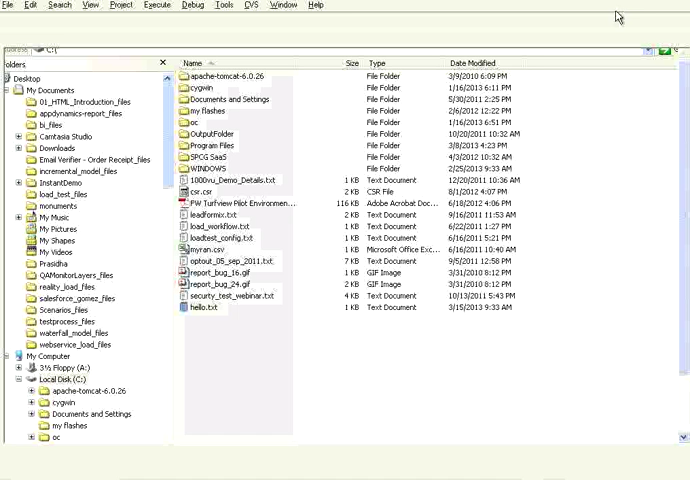 File Edit Search View Project Execute Debug Tools CVS Window Help
C:\
olders
Name Size Type Date Modified
Desktop
My Documents
01_HTML_Introduction_files
appdynamics-report_files
bi_files
Camtasia Studio
Downloads
Email Verifier - Order Receipt_files
incremental_model_files
InstantDemo
load_test_files
monuments
My Music
My Pictures
My Shapes
My Videos
Prasidha
QAMonitorLayers_files
reality_load_files
salesforce_gomez_files
Scenarios_files
testprocess_files
waterfall_model_files
webservice_load_files
My Computer
3½ Floppy (A:)
Local Disk (C:)
apache-tomcat-6.0.26
cygwin
Documents and Settings
my flashes
oc
apache-tomcat-6.0.26 File Folder 3/9/2010 6:09 PM
cygwin File Folder 1/16/2013 6:11 PM
Documents and Settings File Folder 5/30/2011 2:25 PM
my flashes File Folder 2/6/2012 12:22 PM
oc File Folder 1/16/2013 6:51 PM
OutputFolder File Folder 10/20/2011 10:32 AM
Program Files File Folder 3/8/2013 4:23 PM
SPCG SaaS File Folder 4/3/2012 10:32 AM
WINDOWS File Folder 2/25/2013 9:33 AM
1000vu_Demo_Details.txt 1 KB Text Document 12/20/2011 10:36 AM
csr.csr 2 KB CSR File 8/1/2012 4:07 PM
PW Turfview Pilot Environmen... 116 KB Adobe Acrobat Doc... 6/18/2012 4:06 PM
leadformix.txt 2 KB Text Document 9/16/2011 11:53 AM
load_workflow.txt 1 KB Text Document 6/22/2011 1:27 PM
loadtest_config.txt 1 KB Text Document 6/16/2011 5:21 PM
myran.csv 1 KB Microsoft Office Exc... 6/16/2011 10:40 AM
optout_05_sep_2011.txt 7 KB Text Document 9/5/2011 12:58 PM
report_bug_16.gif 1 KB GIF Image 3/31/2010 8:12 PM
report_bug_24.gif 2 KB GIF Image 3/31/2010 8:12 PM
securty_test_webinar.txt 4 KB Text Document 10/13/2011 5:43 PM
hello.txt 1 KB Text Document 3/15/2013 9:33 AM